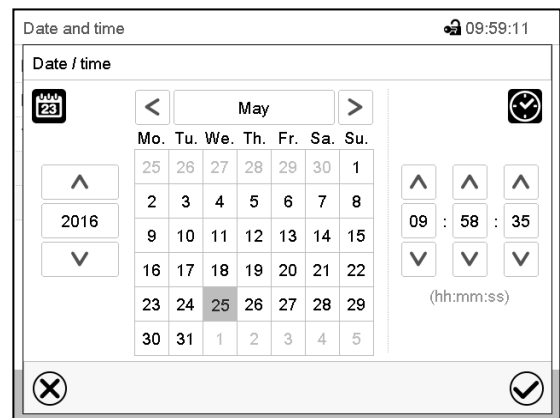 Date and time 09:59:11
Date / time
23
< May >
Mo. Tu. We. Th. Fr. Sa. Su.
25 26 27 28 29 30 1
2 3 4 5 6 7 8
2016
09 : 58 : 35
9 10 11 12 13 14 15
16 17 18 19 20 21 22
(hh:mm:ss)
23 24 25 26 27 28 29
30 31 1 2 3 4 5